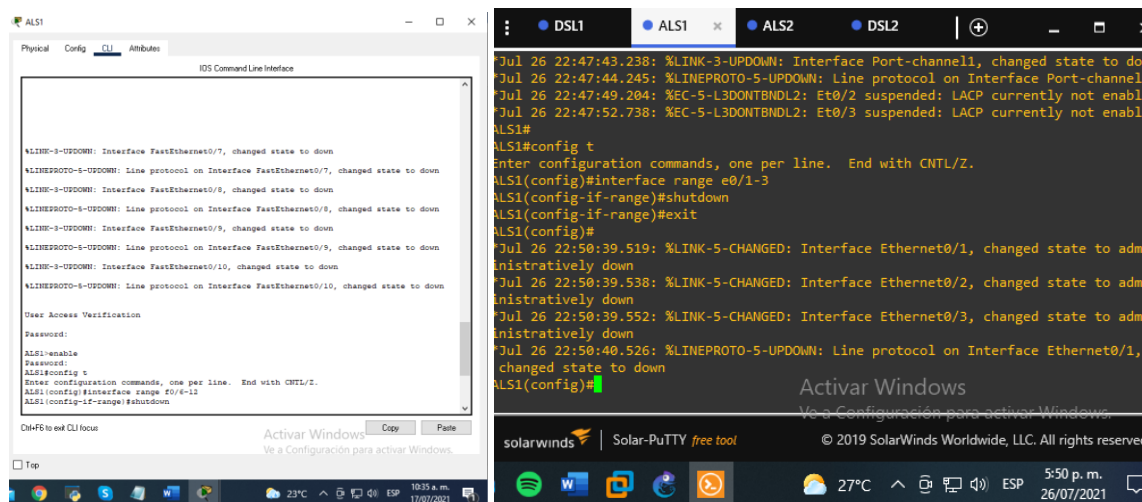 ALS1
Physical Config CLI Attributes
IOS Command Line Interface
%LINK-3-UPDOWN: Interface FastEthernet0/7, changed state to down
%LINEPROTO-5-UPDOWN: Line protocol on Interface FastEthernet0/7, changed state to down
%LINK-3-UPDOWN: Interface FastEthernet0/8, changed state to down
%LINEPROTO-5-UPDOWN: Line protocol on Interface FastEthernet0/8, changed state to down
%LINK-3-UPDOWN: Interface FastEthernet0/9, changed state to down
%LINEPROTO-5-UPDOWN: Line protocol on Interface FastEthernet0/9, changed state to down
%LINK-3-UPDOWN: Interface FastEthernet0/10, changed state to down
%LINEPROTO-5-UPDOWN: Line protocol on Interface FastEthernet0/10, changed state to down
User Access Verification
Password:
ALS1>enable
Password:
ALS1#config t
Enter configuration commands, one per line. End with CNTL/Z.
ALS1(config)#interface range f0/6-12
ALS1(config-if-range)#shutdown
Ctrl+F6 to exit CLI focus
Copy Paste
Activar Windows
Ve a Configuración para activar Windows.
Top
23°C ESP 10:35 a. m.
17/07/2021
DSL1 ALS1 ALS2 DSL2
*Jul 26 22:47:43.238: %LINK-3-UPDOWN: Interface Port-channel1, changed state to do
*Jul 26 22:47:44.245: %LINEPROTO-5-UPDOWN: Line protocol on Interface Port-channel
*Jul 26 22:47:49.204: %EC-5-L3DONTBNDL2: Et0/2 suspended: LACP currently not enabl
*Jul 26 22:47:52.738: %EC-5-L3DONTBNDL2: Et0/3 suspended: LACP currently not enabl
ALS1#
ALS1#config t
Enter configuration commands, one per line. End with CNTL/Z.
ALS1(config)#interface range e0/1-3
ALS1(config-if-range)#shutdown
ALS1(config-if-range)#exit
ALS1(config)#
*Jul 26 22:50:39.519: %LINK-5-CHANGED: Interface Ethernet0/1, changed state to adm
inistratively down
*Jul 26 22:50:39.538: %LINK-5-CHANGED: Interface Ethernet0/2, changed state to adm
inistratively down
*Jul 26 22:50:39.552: %LINK-5-CHANGED: Interface Ethernet0/3, changed state to adm
inistratively down
*Jul 26 22:50:40.526: %LINEPROTO-5-UPDOWN: Line protocol on Interface Ethernet0/1,
changed state to down
ALS1(config)#
Activar Windows
Ve a Configuración para activar Windows.
solarwinds Solar-PuTTY free tool © 2019 SolarWinds Worldwide, LLC. All rights reserve
27°C ESP 5:50 p. m.
26/07/2021